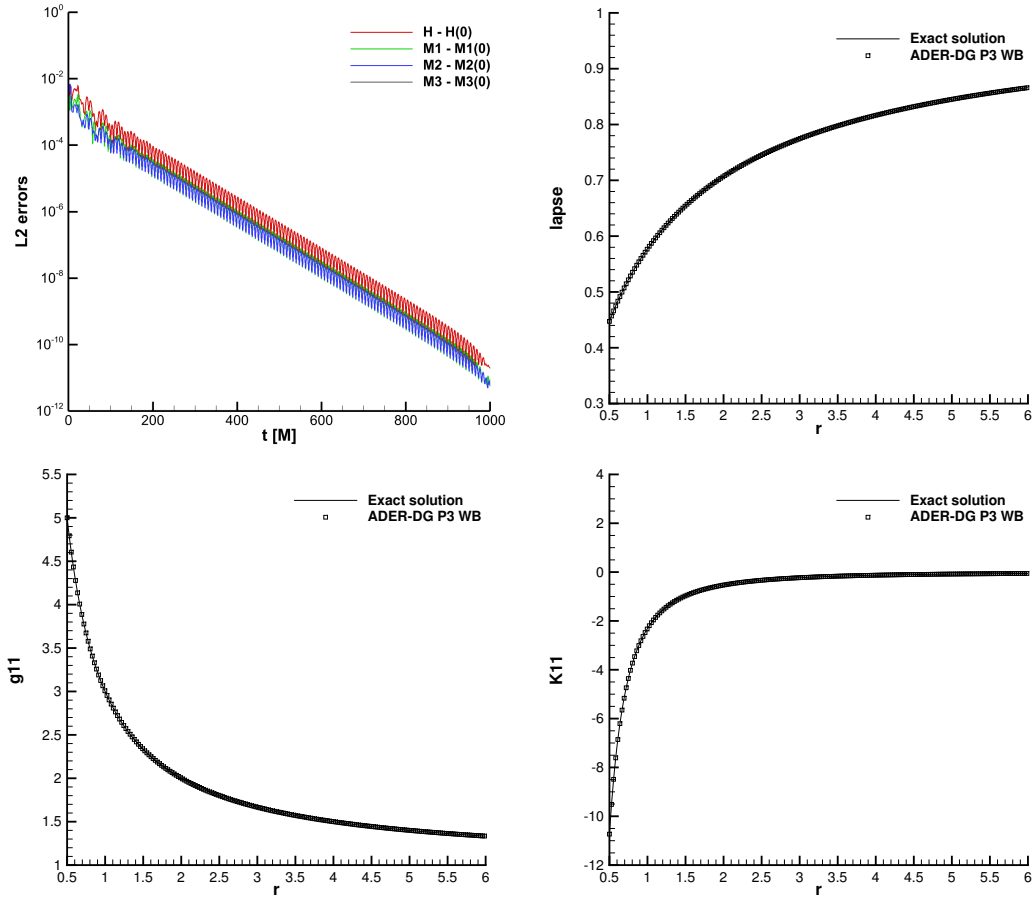 10^0
10^-2
10^-4
10^-6
10^-8
10^-10
10^-12
L2 errors
H - H(0)
M1 - M1(0)
M2 - M2(0)
M3 - M3(0)
0 200 400 600 800 1000
t [M]
1
0.9
0.8
0.7
0.6
0.5
0.4
0.3
lapse
Exact solution
ADER-DG P3 WB
0.5 1 1.5 2 2.5 3 3.5 4 4.5 5 5.5 6
r
5.5
5
4.5
4
3.5
3
2.5
2
1.5
1
g11
Exact solution
ADER-DG P3 WB
0.5 1 1.5 2 2.5 3 3.5 4 4.5 5 5.5 6
r
4
2
0
-2
-4
-6
-8
-10
-12
K11
Exact solution
ADER-DG P3 WB
0.5 1 1.5 2 2.5 3 3.5 4 4.5 5 5.5 6
r